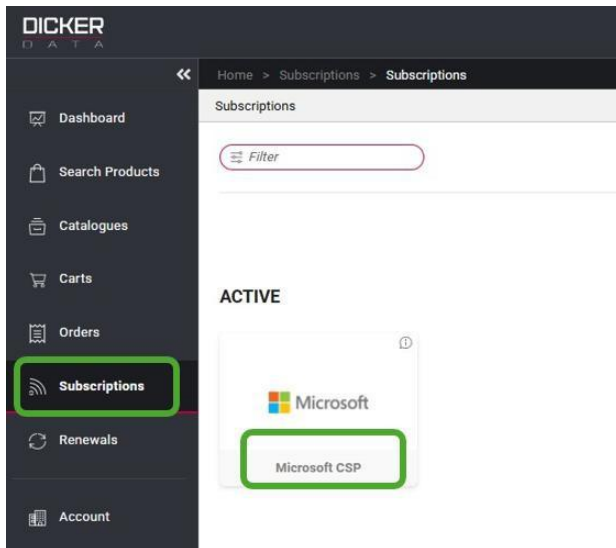 DICKER
DATA
Home > Subscriptions > Subscriptions
Subscriptions
Filter
Dashboard
Search Products
Catalogues
Carts
Orders
Subscriptions
Renewals
Account
ACTIVE
Microsoft
Microsoft CSP